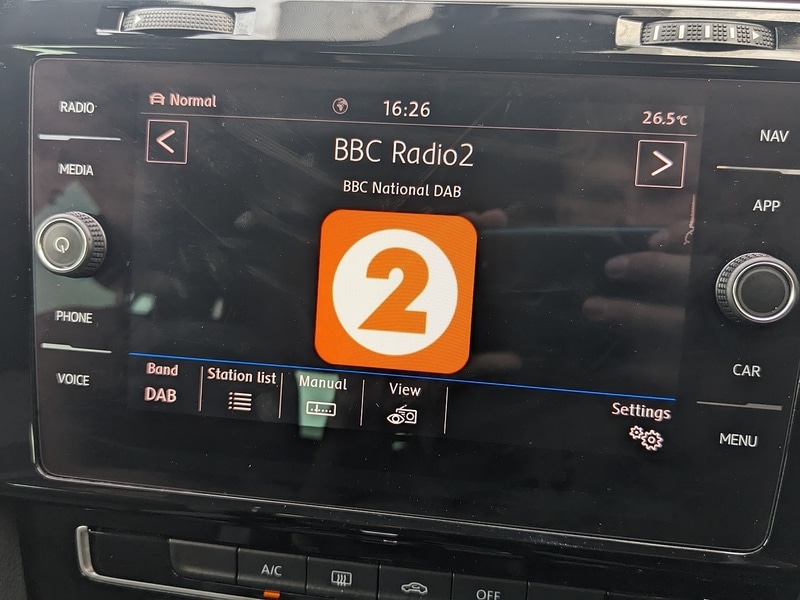 RADIO
MEDIA
PHONE
VOICE
Normal
16:26
26.5°C
<
BBC Radio2
>
BBC National DAB
2
Band
DAB
Station list
Manual
View
Settings
NAV
APP
CAR
MENU
A/C
OFF